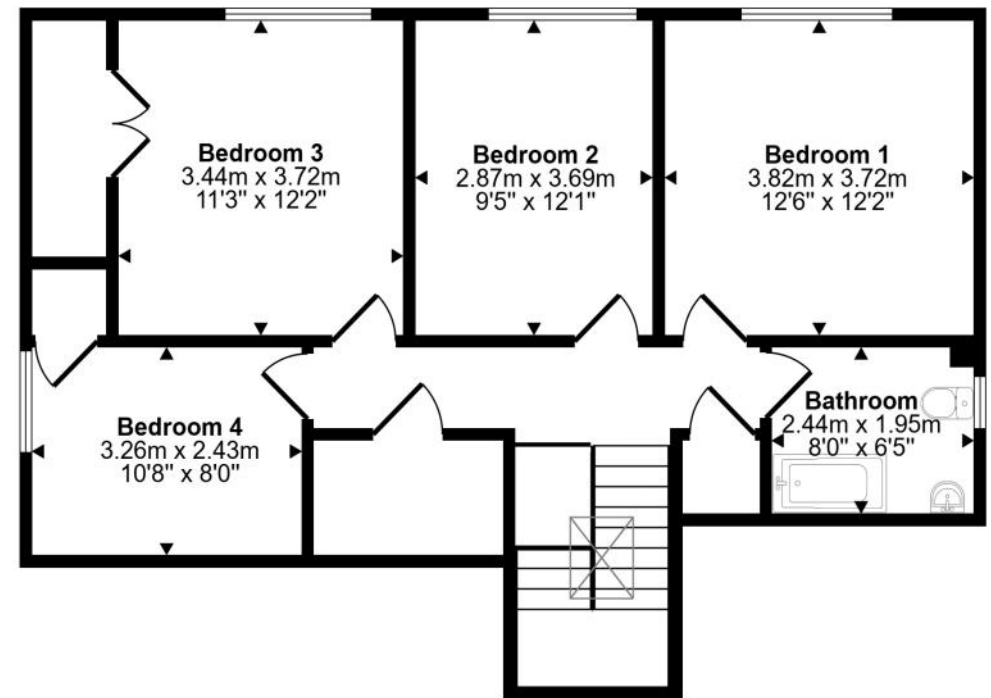 Bedroom 3
3.44m x 3.72m
11'3" x 12'2"
Bedroom 2
2.87m x 3.69m
9'5" x 12'1"
Bedroom 1
3.82m x 3.72m
12'6" x 12'2"
Bedroom 4
3.26m x 2.43m
10'8" x 8'0"
Bathroom
2.44m x 1.95m
8'0" x 6'5"